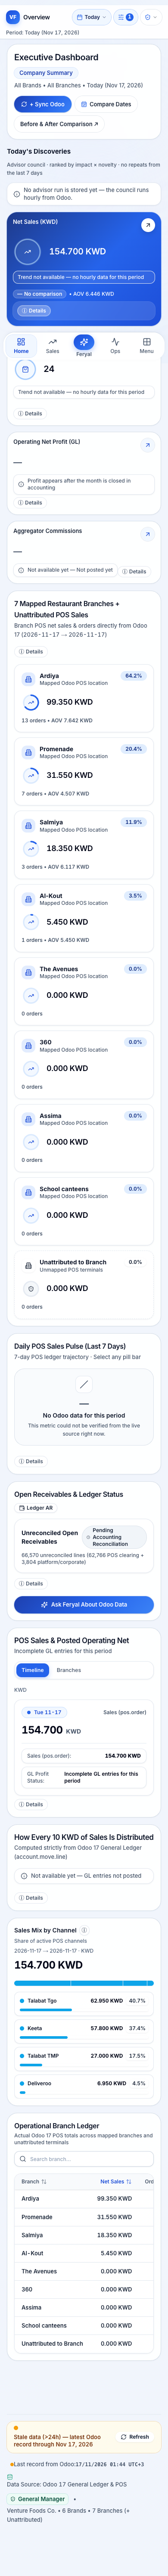 VF Overview Today 1
Period: Today (Nov 17, 2026)
Executive Dashboard
Company Summary
All Brands • All Branches • Today (Nov 17, 2026)
+ Sync Odoo Compare Dates
Before & After Comparison ↗
Today's Discoveries
Advisor council · ranked by impact × novelty · no repeats from the last 7 days
No advisor run is stored yet — the council runs hourly from Odoo.
Net Sales (KWD)
154.700 KWD
Trend not available — no hourly data for this period
— No comparison • AOV 6.446 KWD
Details
Home Sales Feryal Ops Menu
24
Trend not available — no hourly data for this period
Details
Operating Net Profit (GL)
—
Profit appears after the month is closed in accounting
Details
Aggregator Commissions
—
Not available yet — Not posted yet
Details
7 Mapped Restaurant Branches + Unattributed POS Sales
Branch POS net sales & orders directly from Odoo 17 (2026-11-17 → 2026-11-17)
Details
Ardiya 64.2%
Mapped Odoo POS location
99.350 KWD
13 orders • AOV 7.642 KWD
Promenade 20.4%
Mapped Odoo POS location
31.550 KWD
7 orders • AOV 4.507 KWD
Salmiya 11.9%
Mapped Odoo POS location
18.350 KWD
3 orders • AOV 6.117 KWD
Al-Kout 3.5%
Mapped Odoo POS location
5.450 KWD
1 orders • AOV 5.450 KWD
The Avenues 0.0%
Mapped Odoo POS location
0.000 KWD
0 orders
360 0.0%
Mapped Odoo POS location
0.000 KWD
0 orders
Assima 0.0%
Mapped Odoo POS location
0.000 KWD
0 orders
School canteens 0.0%
Mapped Odoo POS location
0.000 KWD
0 orders
Unattributed to Branch 0.0%
Unmapped POS terminals
0.000 KWD
0 orders
Daily POS Sales Pulse (Last 7 Days)
7-day POS ledger trajectory · Select any pill bar
—
No Odoo data for this period
This metric could not be verified from the live source right now.
Details
Open Receivables & Ledger Status
Ledger AR
Unreconciled Open Receivables
Pending Accounting Reconciliation
66,570 unreconciled lines (62,766 POS clearing + 3,804 platform/corporate)
Details
Ask Feryal About Odoo Data
POS Sales & Posted Operating Net
Incomplete GL entries for this period
Timeline Branches
KWD
Tue 11-17 Sales (pos.order)
154.700 KWD
Sales (pos.order): 154.700 KWD
GL Profit Status: Incomplete GL entries for this period
Details
How Every 10 KWD of Sales Is Distributed
Computed strictly from Odoo 17 General Ledger (account.move.line)
Not available yet — GL entries not posted
Details
Sales Mix by Channel
Share of active POS channels
2026-11-17 → 2026-11-17 · KWD
154.700 KWD
Talabat Tgo 62.950 KWD 40.7%
Keeta 57.800 KWD 37.4%
Talabat TMP 27.000 KWD 17.5%
Deliveroo 6.950 KWD 4.5%
Operational Branch Ledger
Actual Odoo 17 POS totals across mapped branches and unattributed terminals
Search branch...
Branch Net Sales Ord
Ardiya 99.350 KWD
Promenade 31.550 KWD
Salmiya 18.350 KWD
Al-Kout 5.450 KWD
The Avenues 0.000 KWD
360 0.000 KWD
Assima 0.000 KWD
School canteens 0.000 KWD
Unattributed to Branch 0.000 KWD
Stale data (>24h) — latest Odoo record through Nov 17, 2026
Refresh
Last record from Odoo: 17/11/2026 01:44 UTC+3
Data Source: Odoo 17 General Ledger & POS
General Manager •
Venture Foods Co. • 6 Brands • 7 Branches (+ Unattributed)